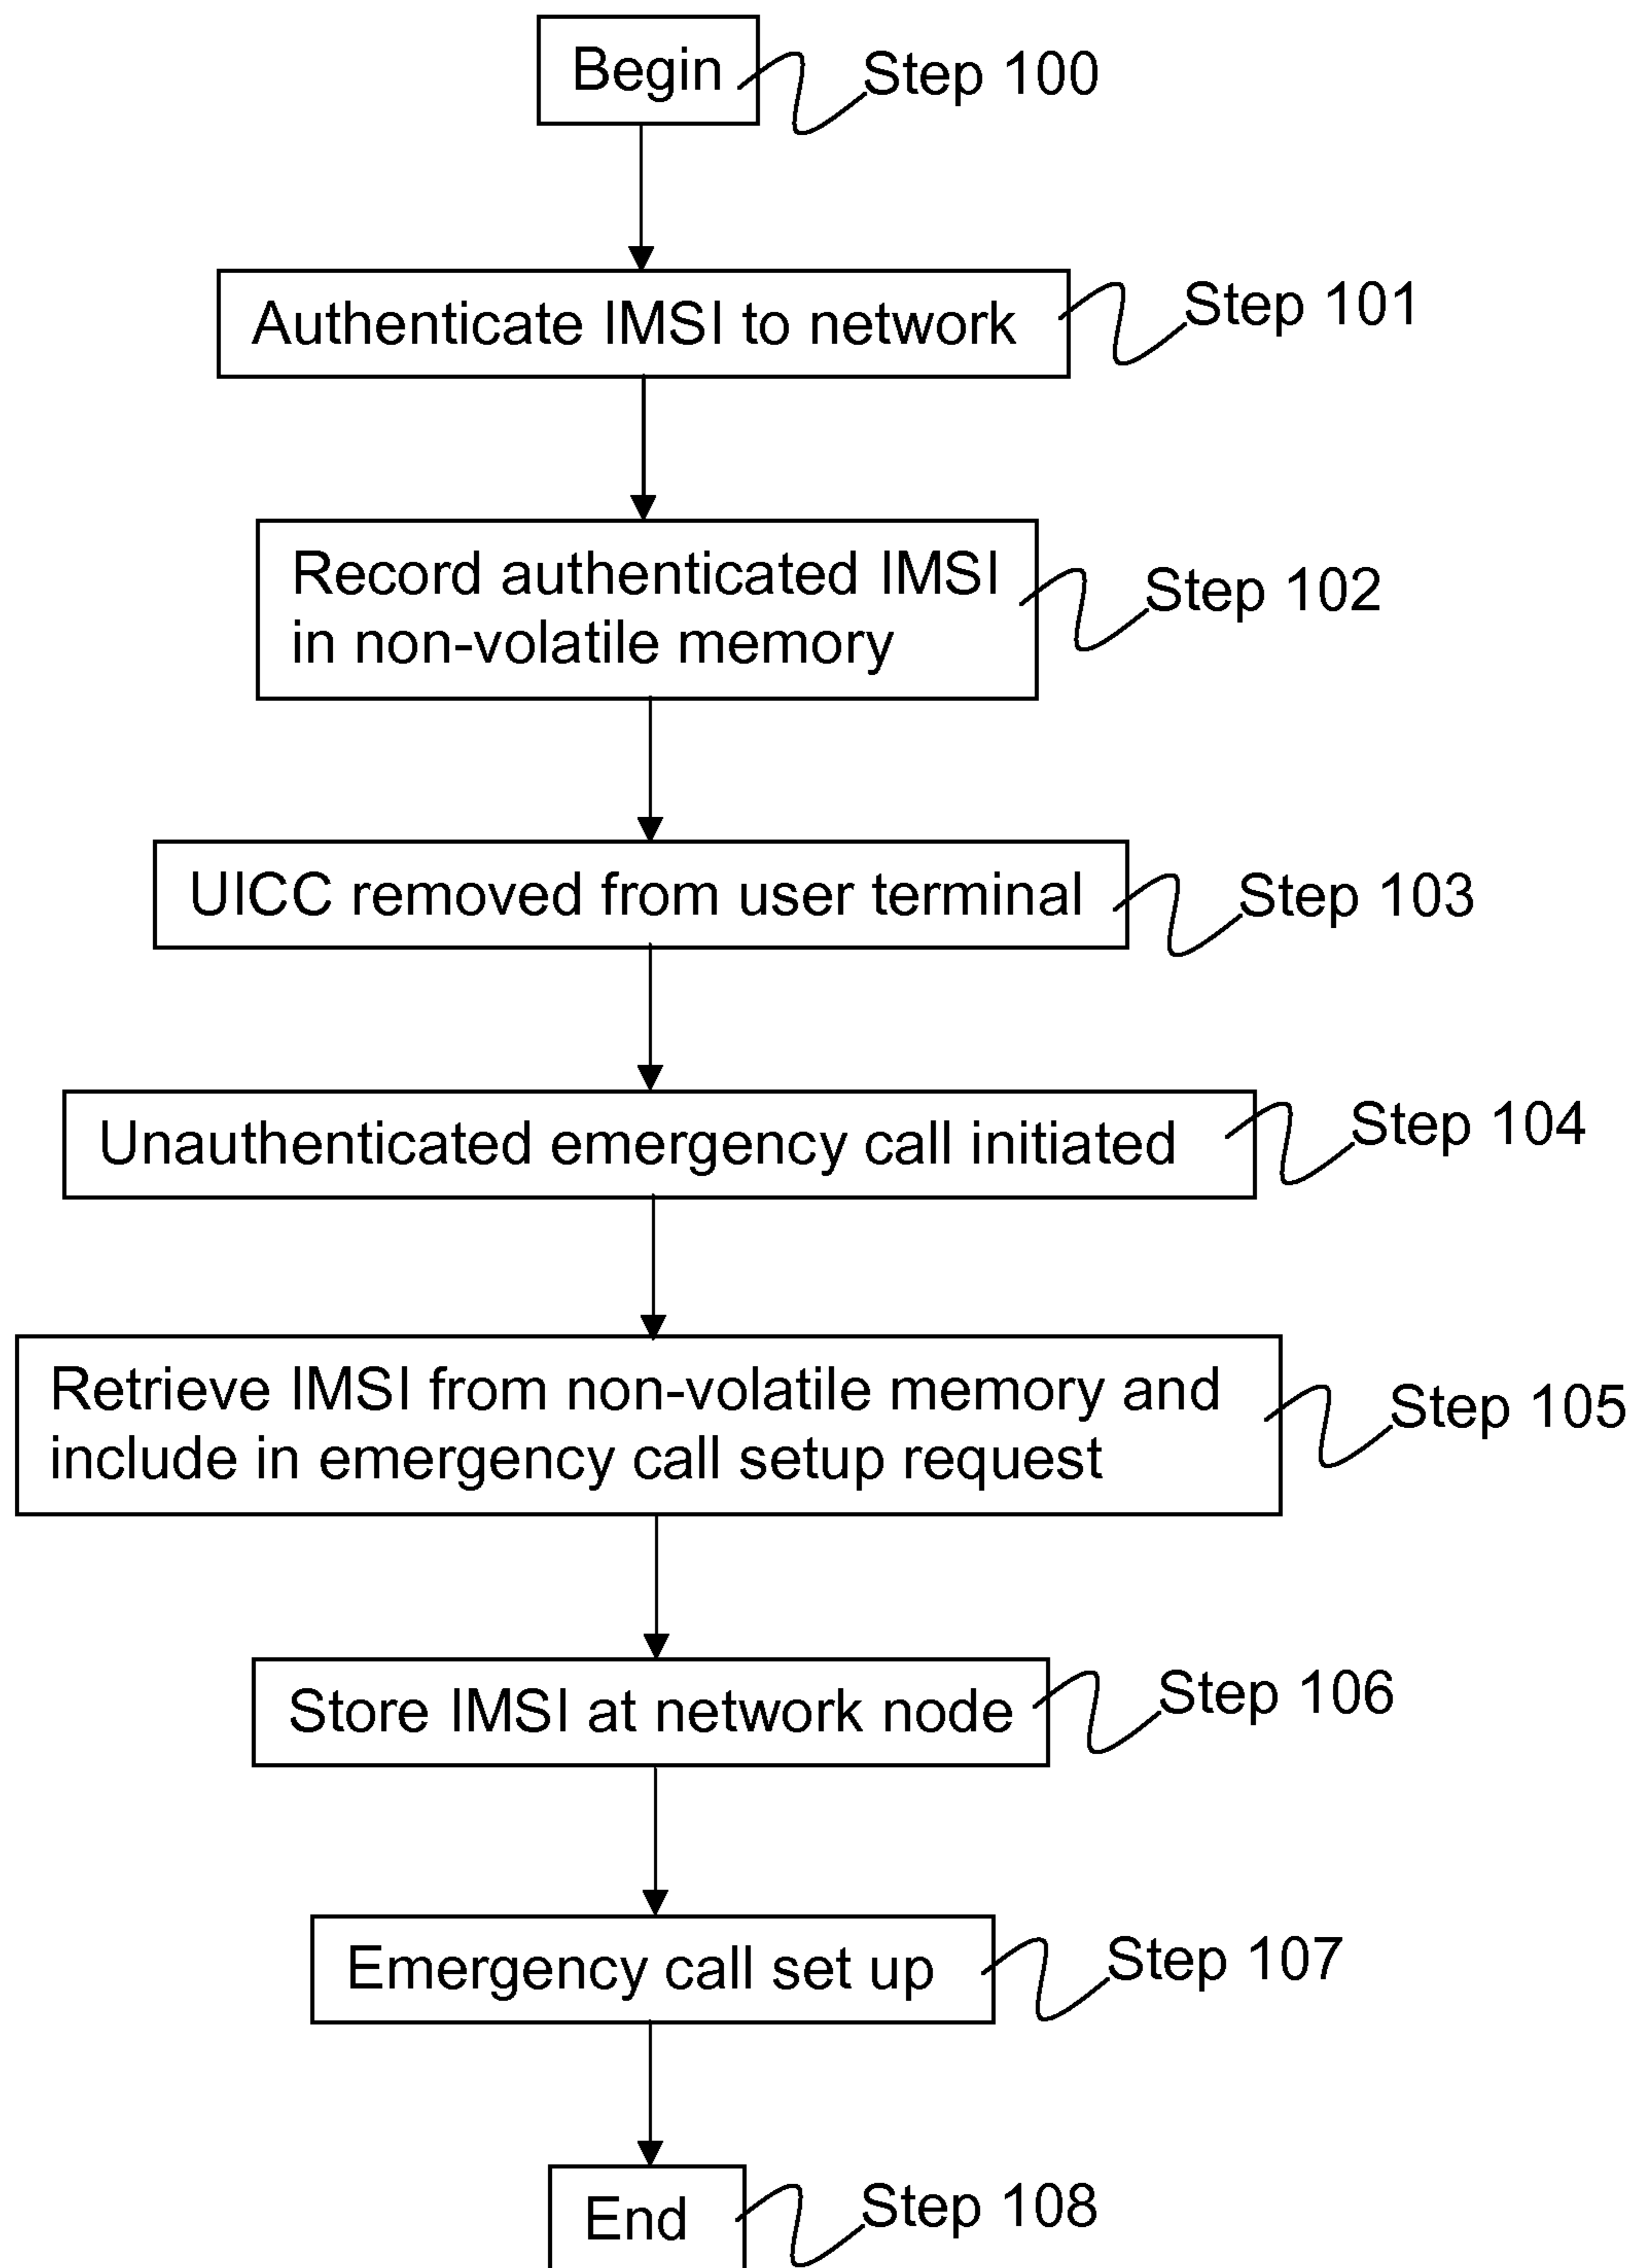 Begin
Step 100
Authenticate IMSI to network
Step 101
Record authenticated IMSI
in non-volatile memory
Step 102
UICC removed from user terminal
Step 103
Unauthenticated emergency call initiated
Step 104
Retrieve IMSI from non-volatile memory and
include in emergency call setup request
Step 105
Store IMSI at network node
Step 106
Emergency call set up
Step 107
End
Step 108